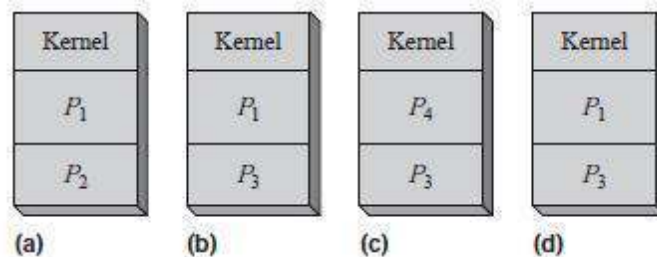 Kernel Kernel Kernel Kernel
P₁ P₁ P₄ P₁
P₂ P₃ P₃ P₃
(a) (b) (c) (d)